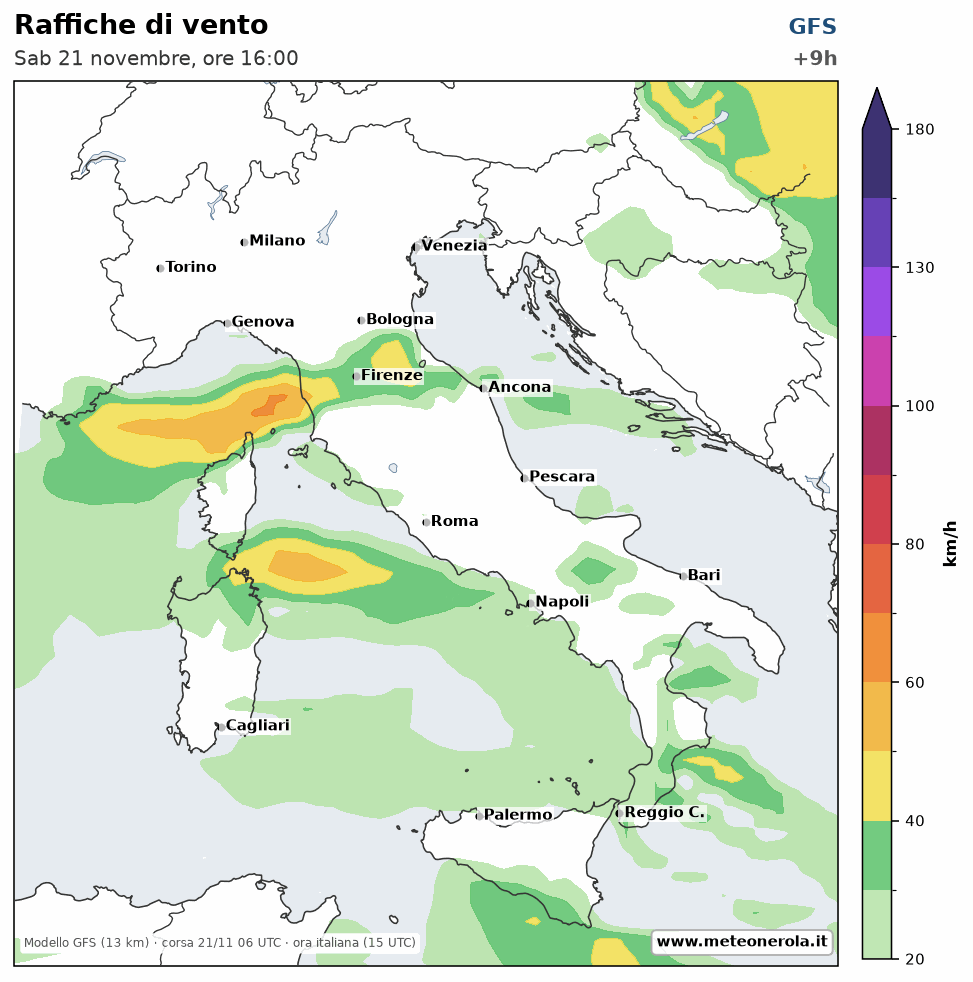 Raffiche di vento
GFS
Sab 21 novembre, ore 16:00
+9h
180
130
100
80
60
40
20
km/h
Milano
Venezia
Torino
Genova
Bologna
Firenze
Ancona
Pescara
Roma
Bari
Napoli
Cagliari
Palermo
Reggio C.
Modello GFS (13 km) · corsa 21/11 06 UTC · ora italiana (15 UTC)
www.meteonerola.it